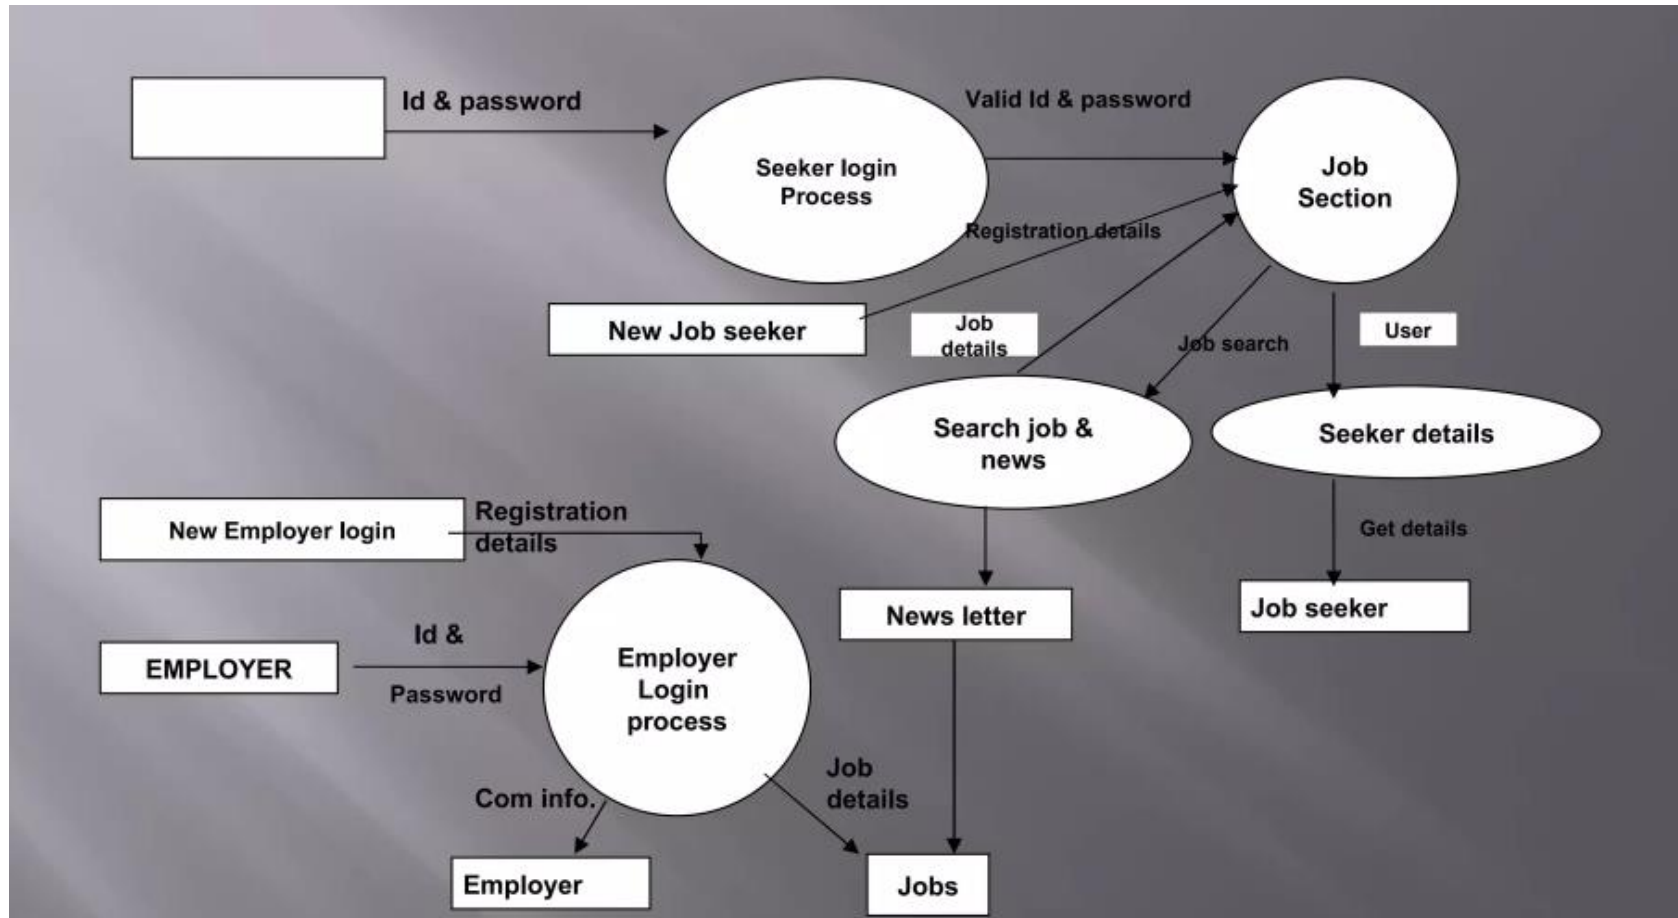 Id & password
Valid Id & password
Seeker login
Process
Job
Section
Registration details
New Job seeker
Job
details
Job search
User
Search job &
news
Seeker details
New Employer login
Registration
details
Get details
News letter
Job seeker
EMPLOYER
Id &
Password
Employer
Login
process
Com info.
Job
details
Employer
Jobs